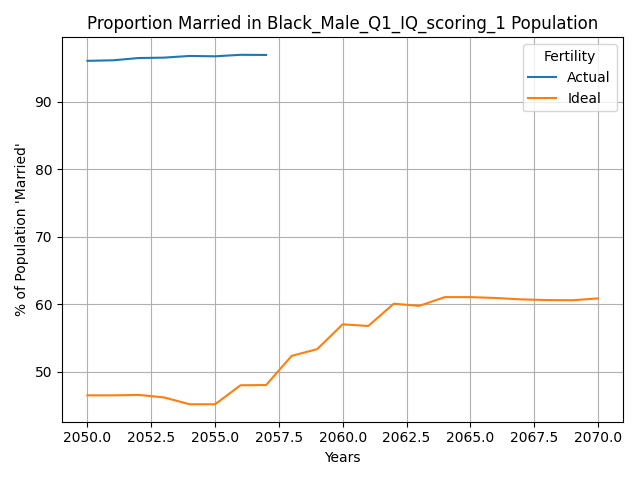 Proportion Married in Black_Male_Q1_IQ_scoring_1 Population
% of Population 'Married'
90
80
70
60
50
Fertility
Actual
Ideal
2050.0 2052.5 2055.0 2057.5 2060.0 2062.5 2065.0 2067.5 2070.0
Years